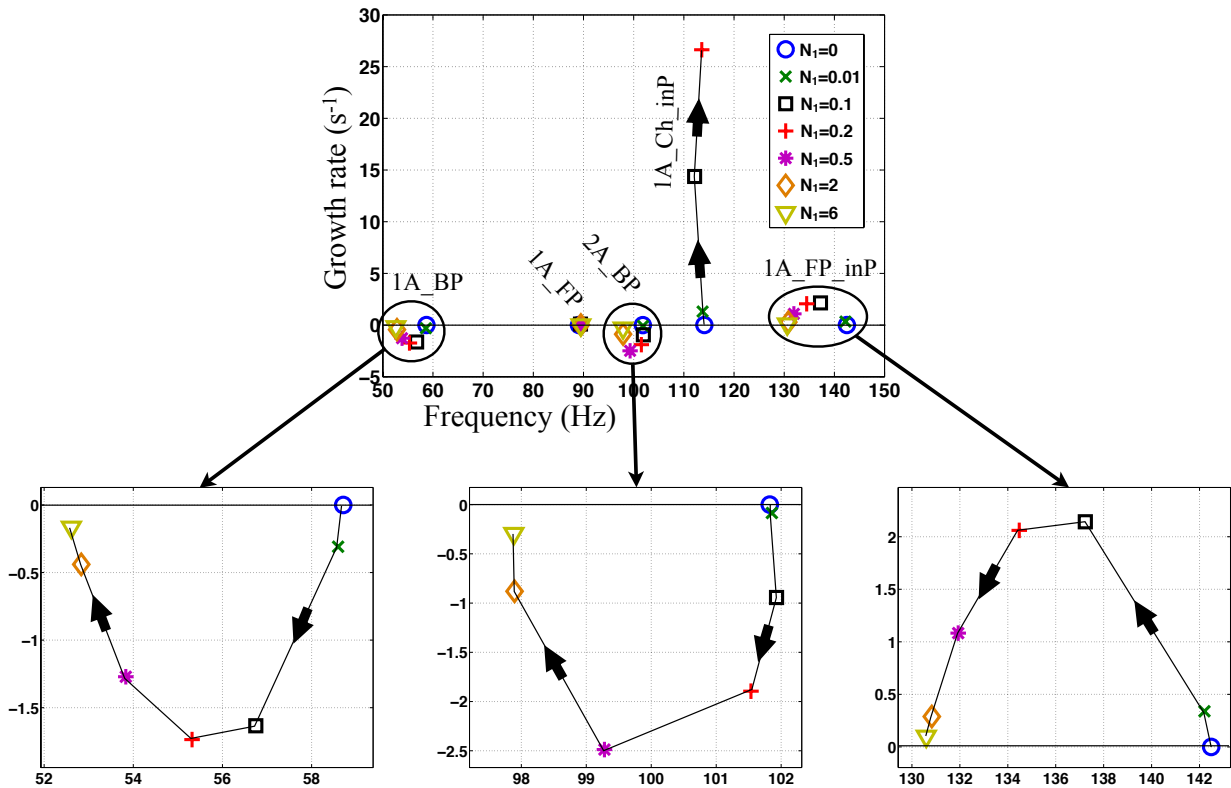 30
25
20
15
10
5
0
−5
Growth rate (s⁻¹)
50 60 70 80 90 100 110 120 130 140 150
Frequency (Hz)
1A_BP
1A_FP
2A_BP
1A_Ch_inP
1A_FP_inP
N₁=0
N₁=0.01
N₁=0.1
N₁=0.2
N₁=0.5
N₁=2
N₁=6
0
−0.5
−1
−1.5
52 54 56 58
0
−0.5
−1
−1.5
−2
−2.5
98 99 100 101 102
2
1.5
1
0.5
0
130 132 134 136 138 140 142